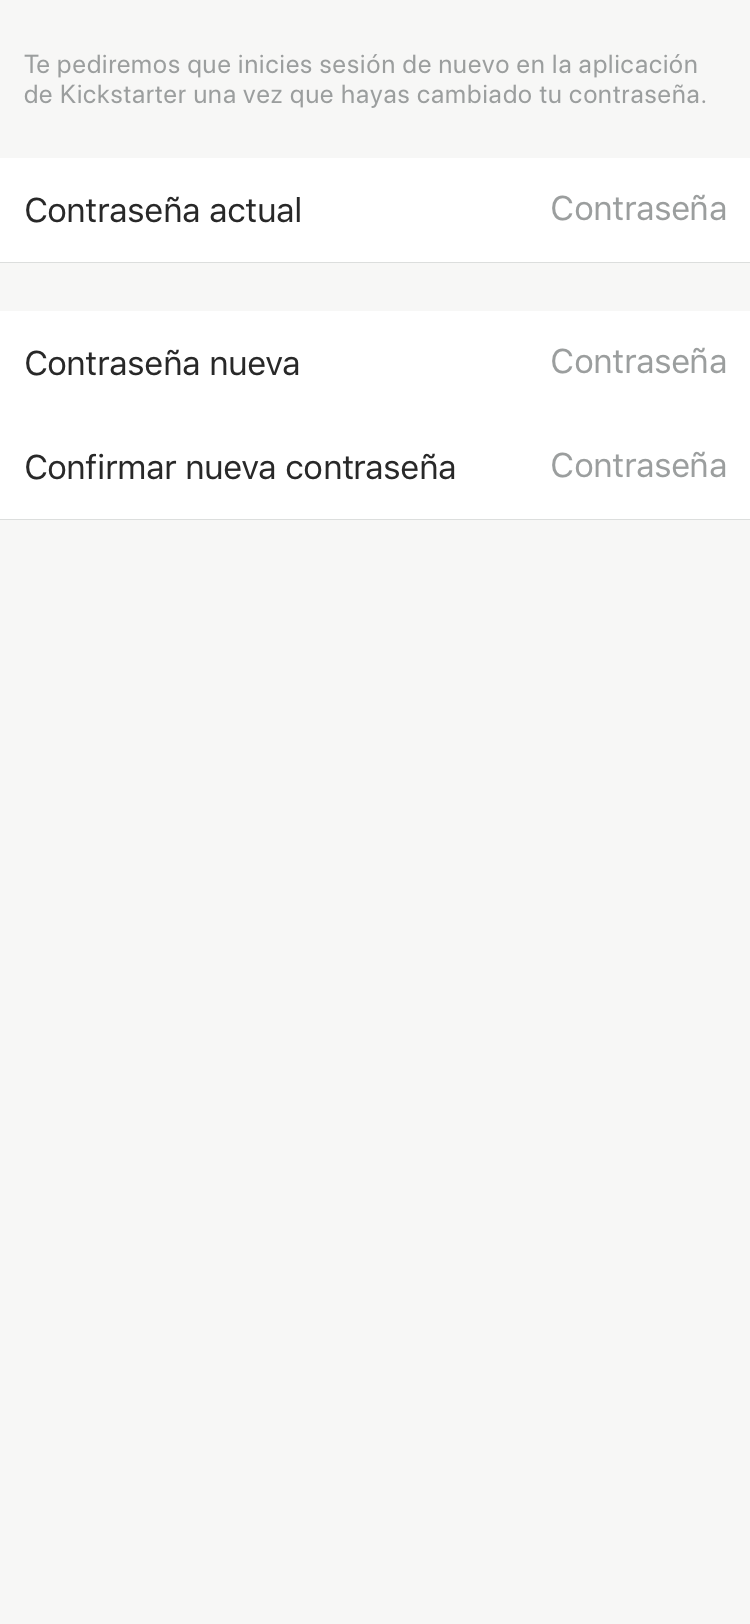 Te pediremos que inicies sesión de nuevo en la aplicación
de Kickstarter una vez que hayas cambiado tu contraseña.
Contraseña actual Contraseña
Contraseña nueva Contraseña
Confirmar nueva contraseña Contraseña